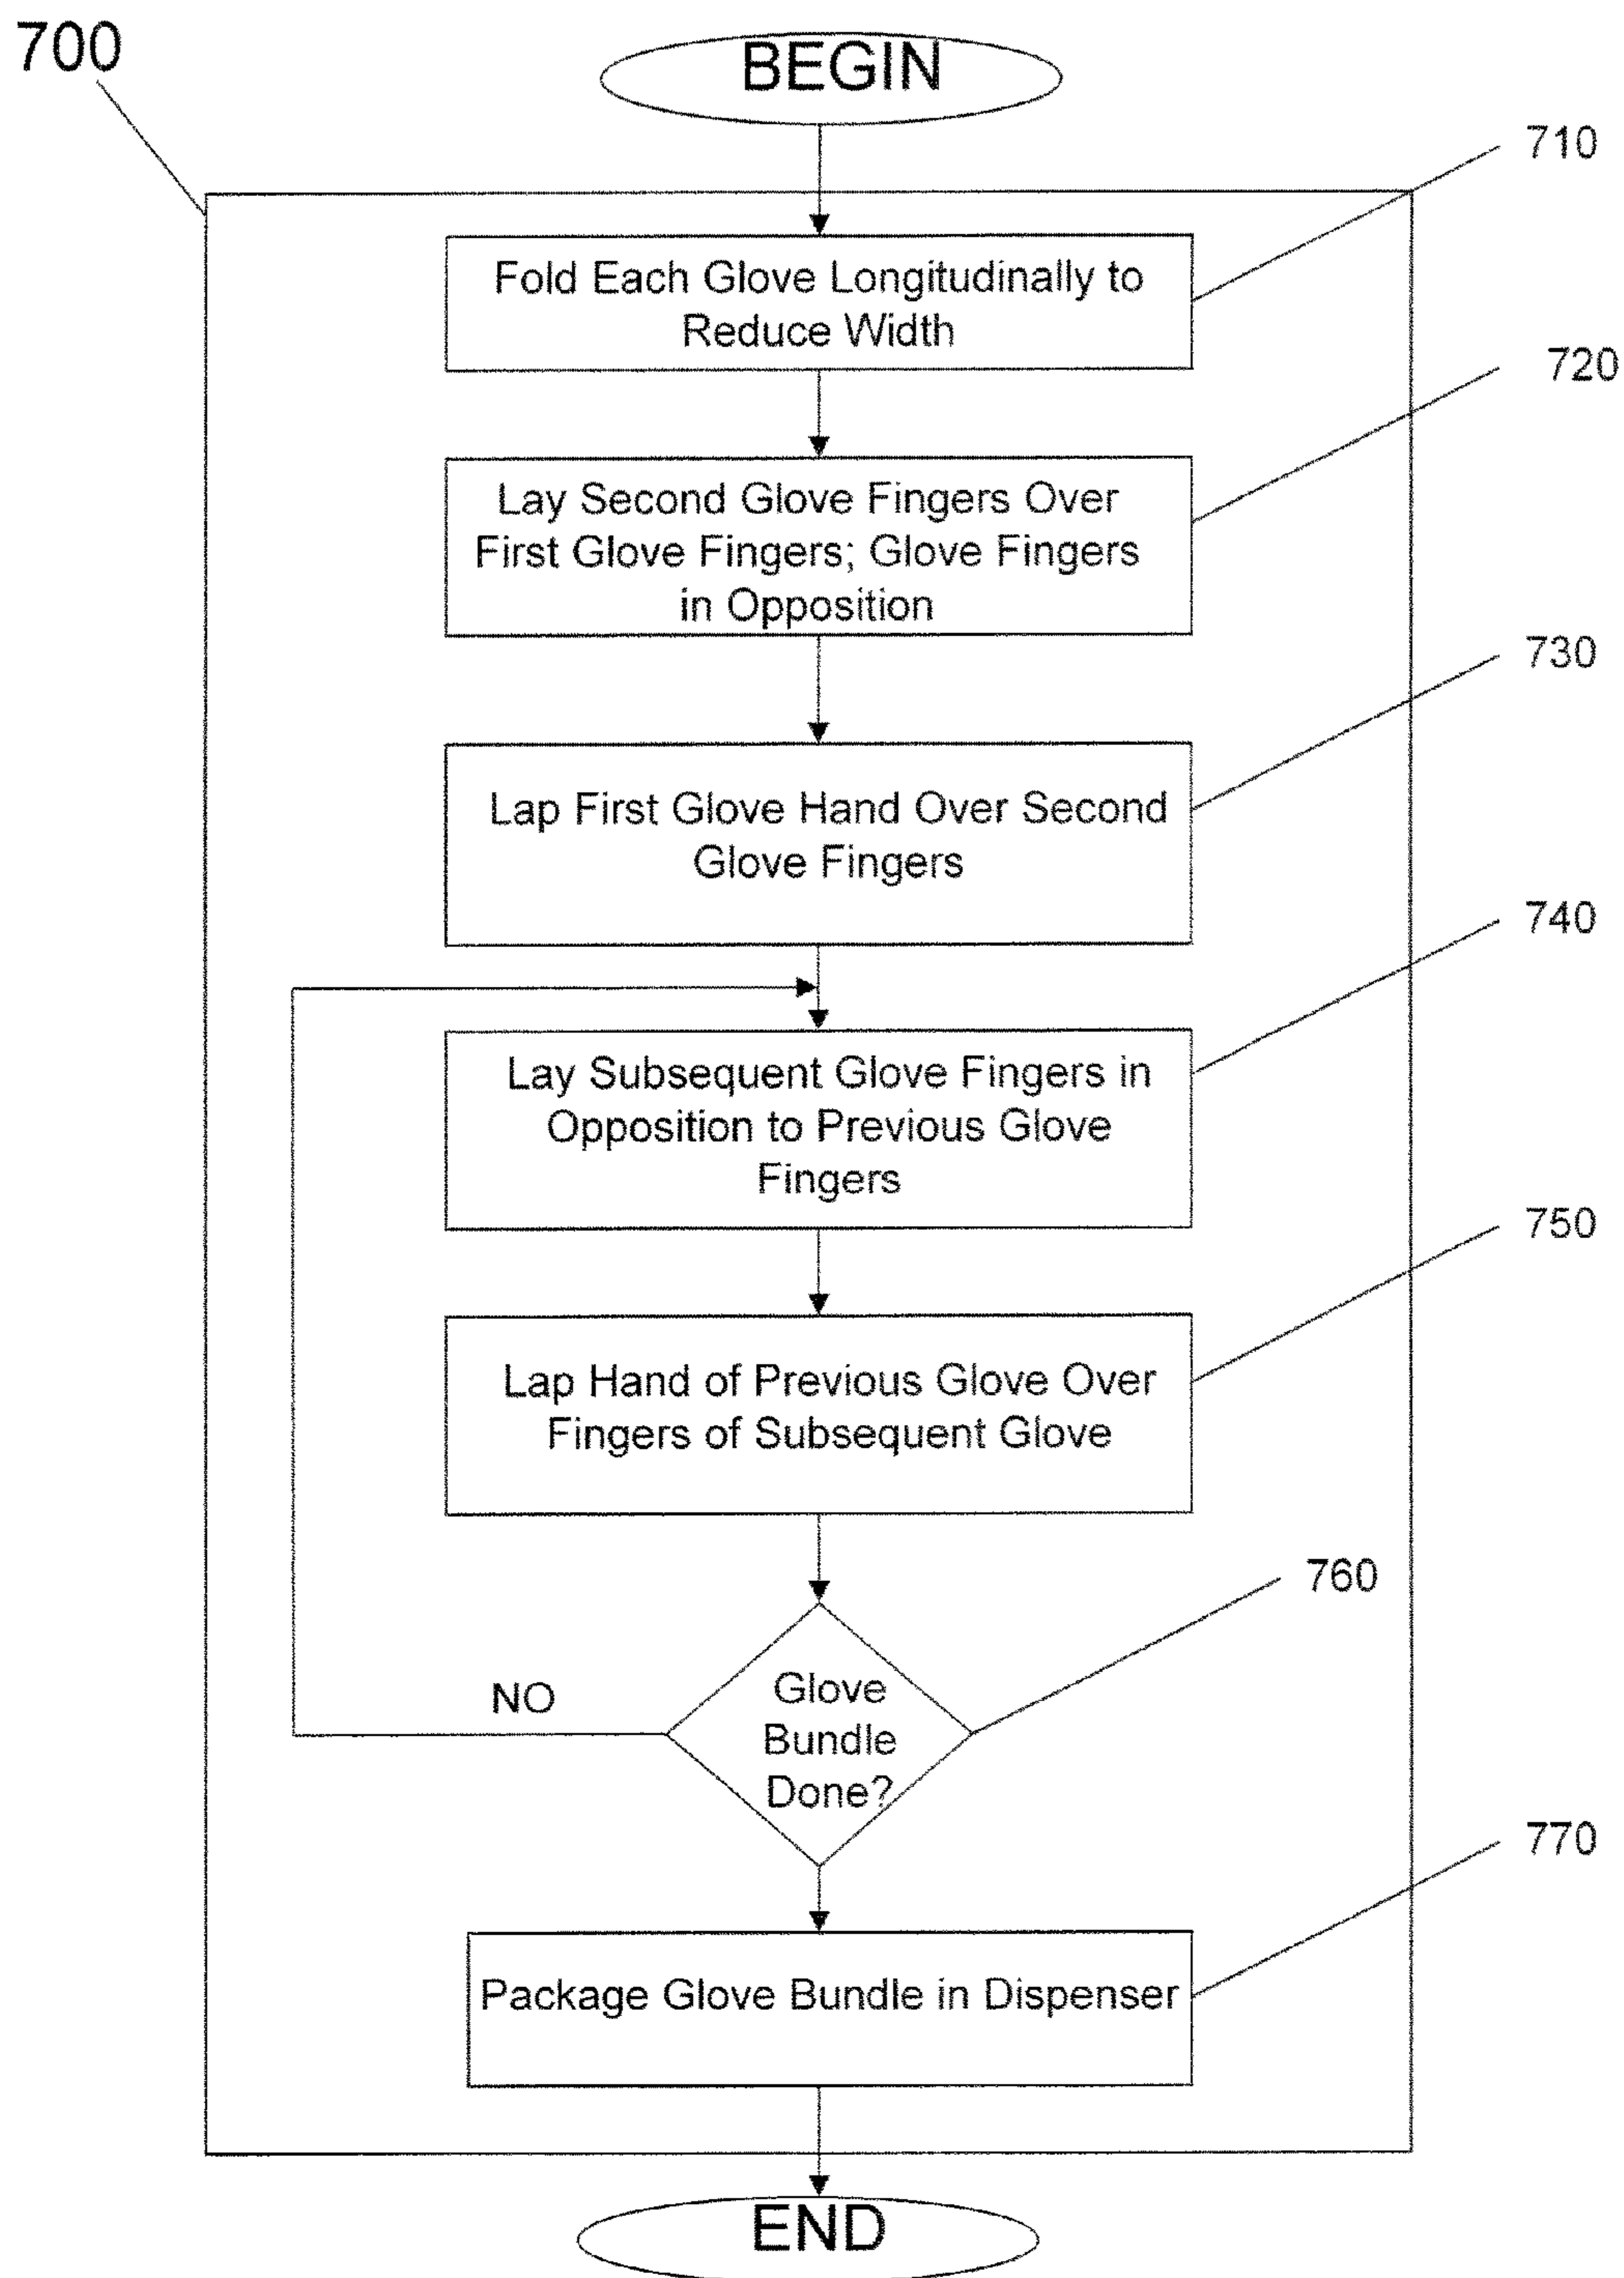 700
BEGIN
710
Fold Each Glove Longitudinally to
Reduce Width
720
Lay Second Glove Fingers Over
First Glove Fingers; Glove Fingers
in Opposition
730
Lap First Glove Hand Over Second
Glove Fingers
740
Lay Subsequent Glove Fingers in
Opposition to Previous Glove
Fingers
750
Lap Hand of Previous Glove Over
Fingers of Subsequent Glove
760
NO
Glove
Bundle
Done?
770
Package Glove Bundle in Dispenser
END